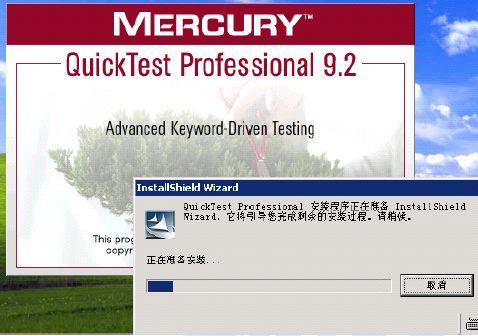 MERCURY™
QuickTest Professional 9.2
Advanced Keyword-Driven Testing
This prog
copyr
InstallShield Wizard
QuickTest Professional 安装程序正在准备 InstallShield
Wizard，它将引导您完成剩余的安装过程。请稍候。
正在准备安装...
取消